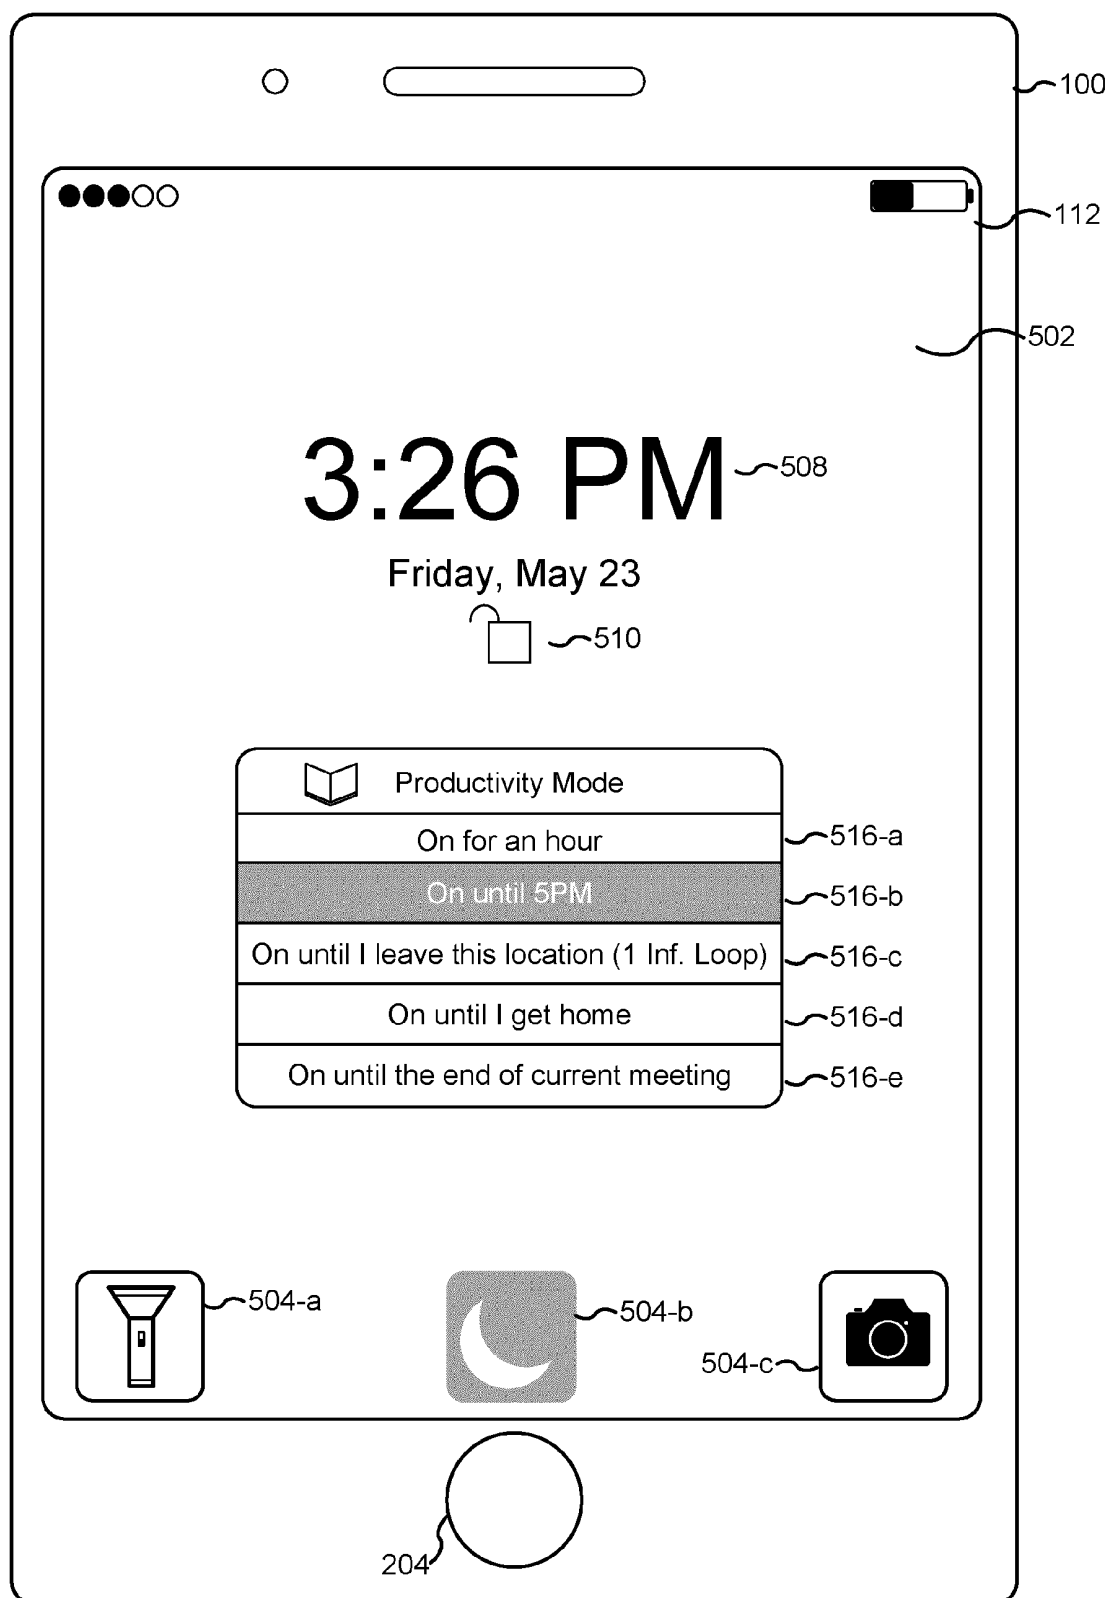 100
112
502
3:26 PM
508
Friday, May 23
510
Productivity Mode
On for an hour
516-a
On until 5PM
516-b
On until I leave this location (1 Inf. Loop)
516-c
On until I get home
516-d
On until the end of current meeting
516-e
504-a
504-b
504-c
204